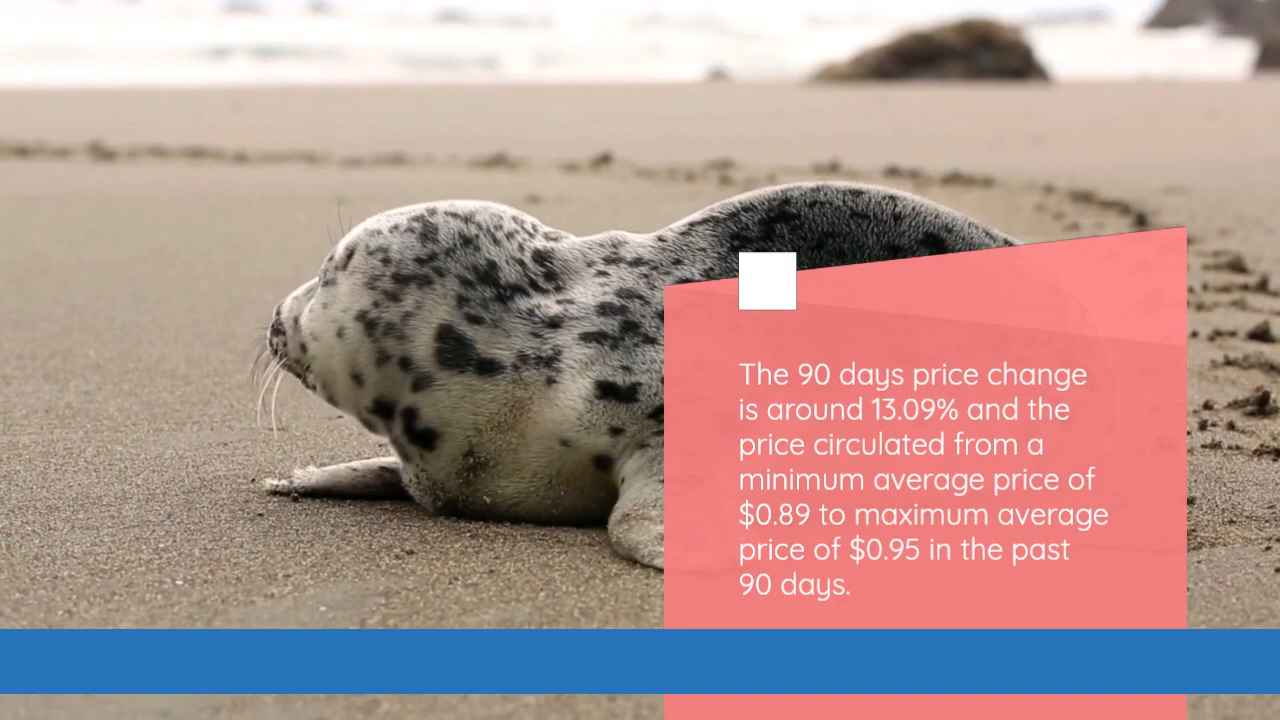 The 90 days price change
is around 13.09% and the
price circulated from a
minimum average price of
$0.89 to maximum average
price of $0.95 in the past
90 days.